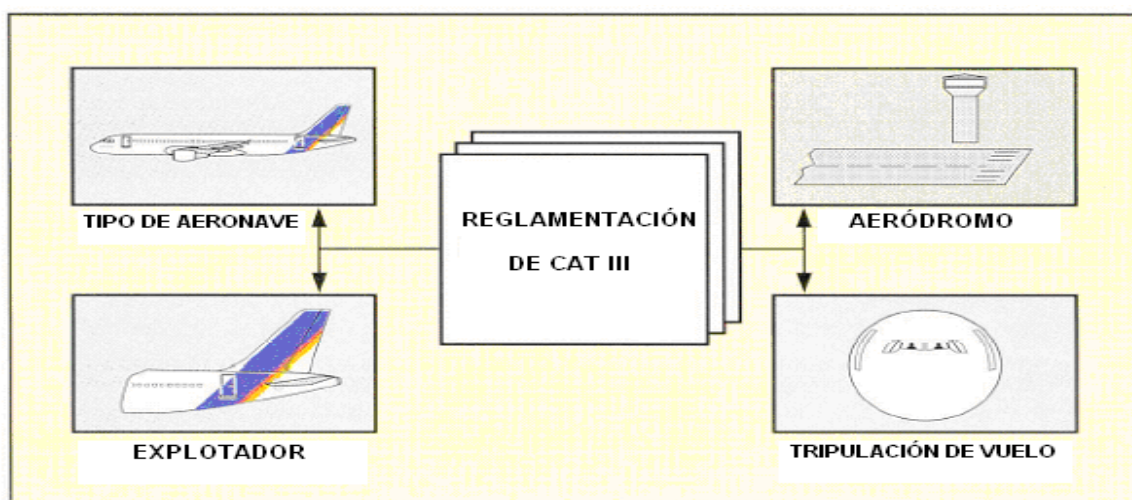 TIPO DE AERONAVE
REGLAMENTACIÓN
DE CAT III
AERÓDROMO
EXPLOTADOR
TRIPULACIÓN DE VUELO